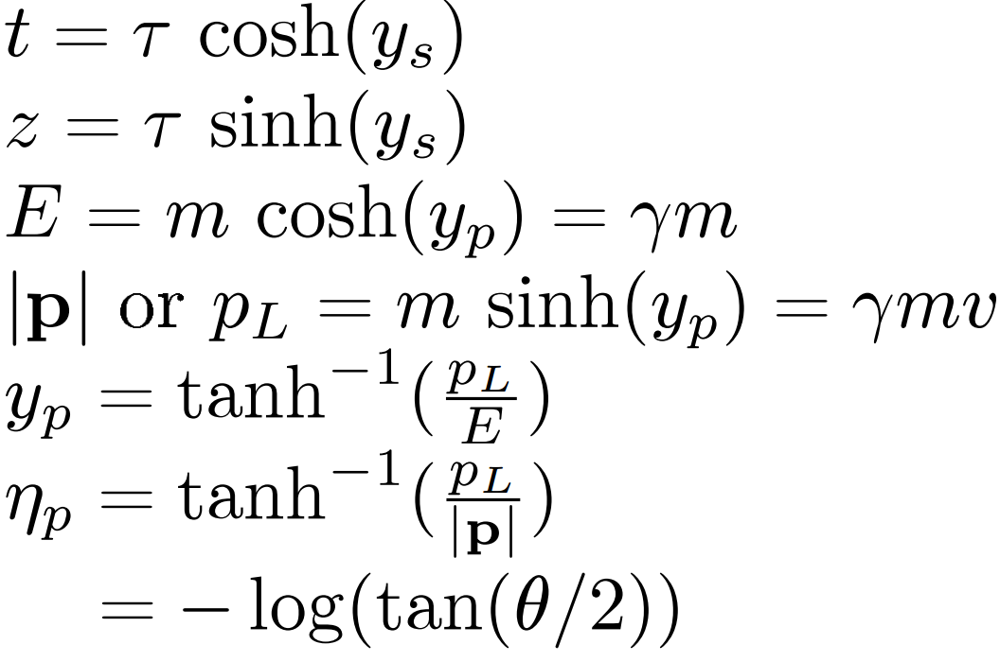 t = τ cosh(y_s)
z = τ sinh(y_s)
E = m cosh(y_p) = γm
|𝐩| or p_L = m sinh(y_p) = γmv
y_p = tanh⁻¹(p_L/E)
η_p = tanh⁻¹(p_L/|𝐩|)
= − log(tan(θ/2))